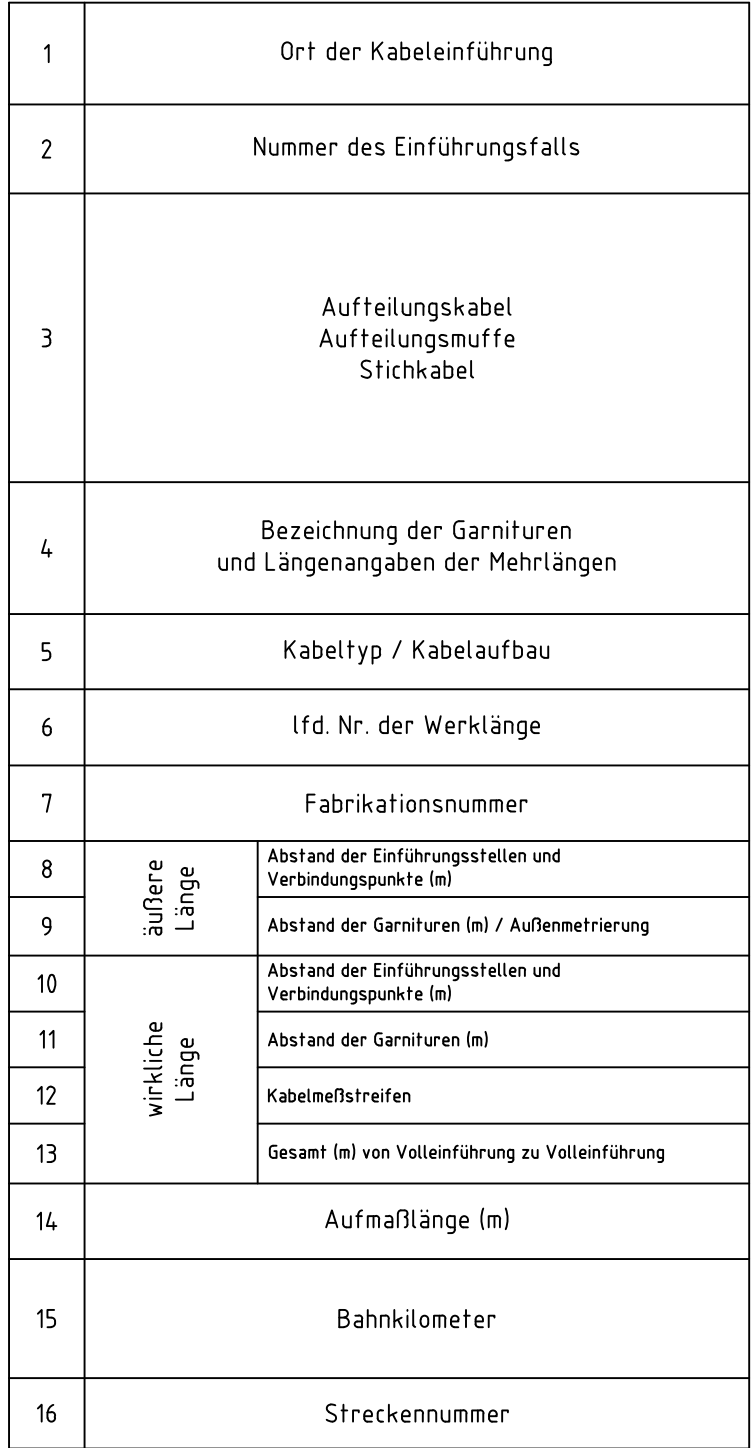 1
Ort der Kabeleinführung
2
Nummer des Einführungsfalls
3
Aufteilungskabel
Aufteilungsmuffe
Stichkabel
4
Bezeichnung der Garnituren
und Längenangaben der Mehrlängen
5
Kabeltyp / Kabelaufbau
6
lfd. Nr. der Werklänge
7
Fabrikationsnummer
äußere
Länge
8
Abstand der Einführungsstellen und
Verbindungspunkte (m)
9
Abstand der Garnituren (m) / Außenmetrierung
wirkliche
Länge
10
Abstand der Einführungsstellen und
Verbindungspunkte (m)
11
Abstand der Garnituren (m)
12
Kabelmeßstreifen
13
Gesamt (m) von Volleinführung zu Volleinführung
14
Aufmaßlänge (m)
15
Bahnkilometer
16
Streckennummer